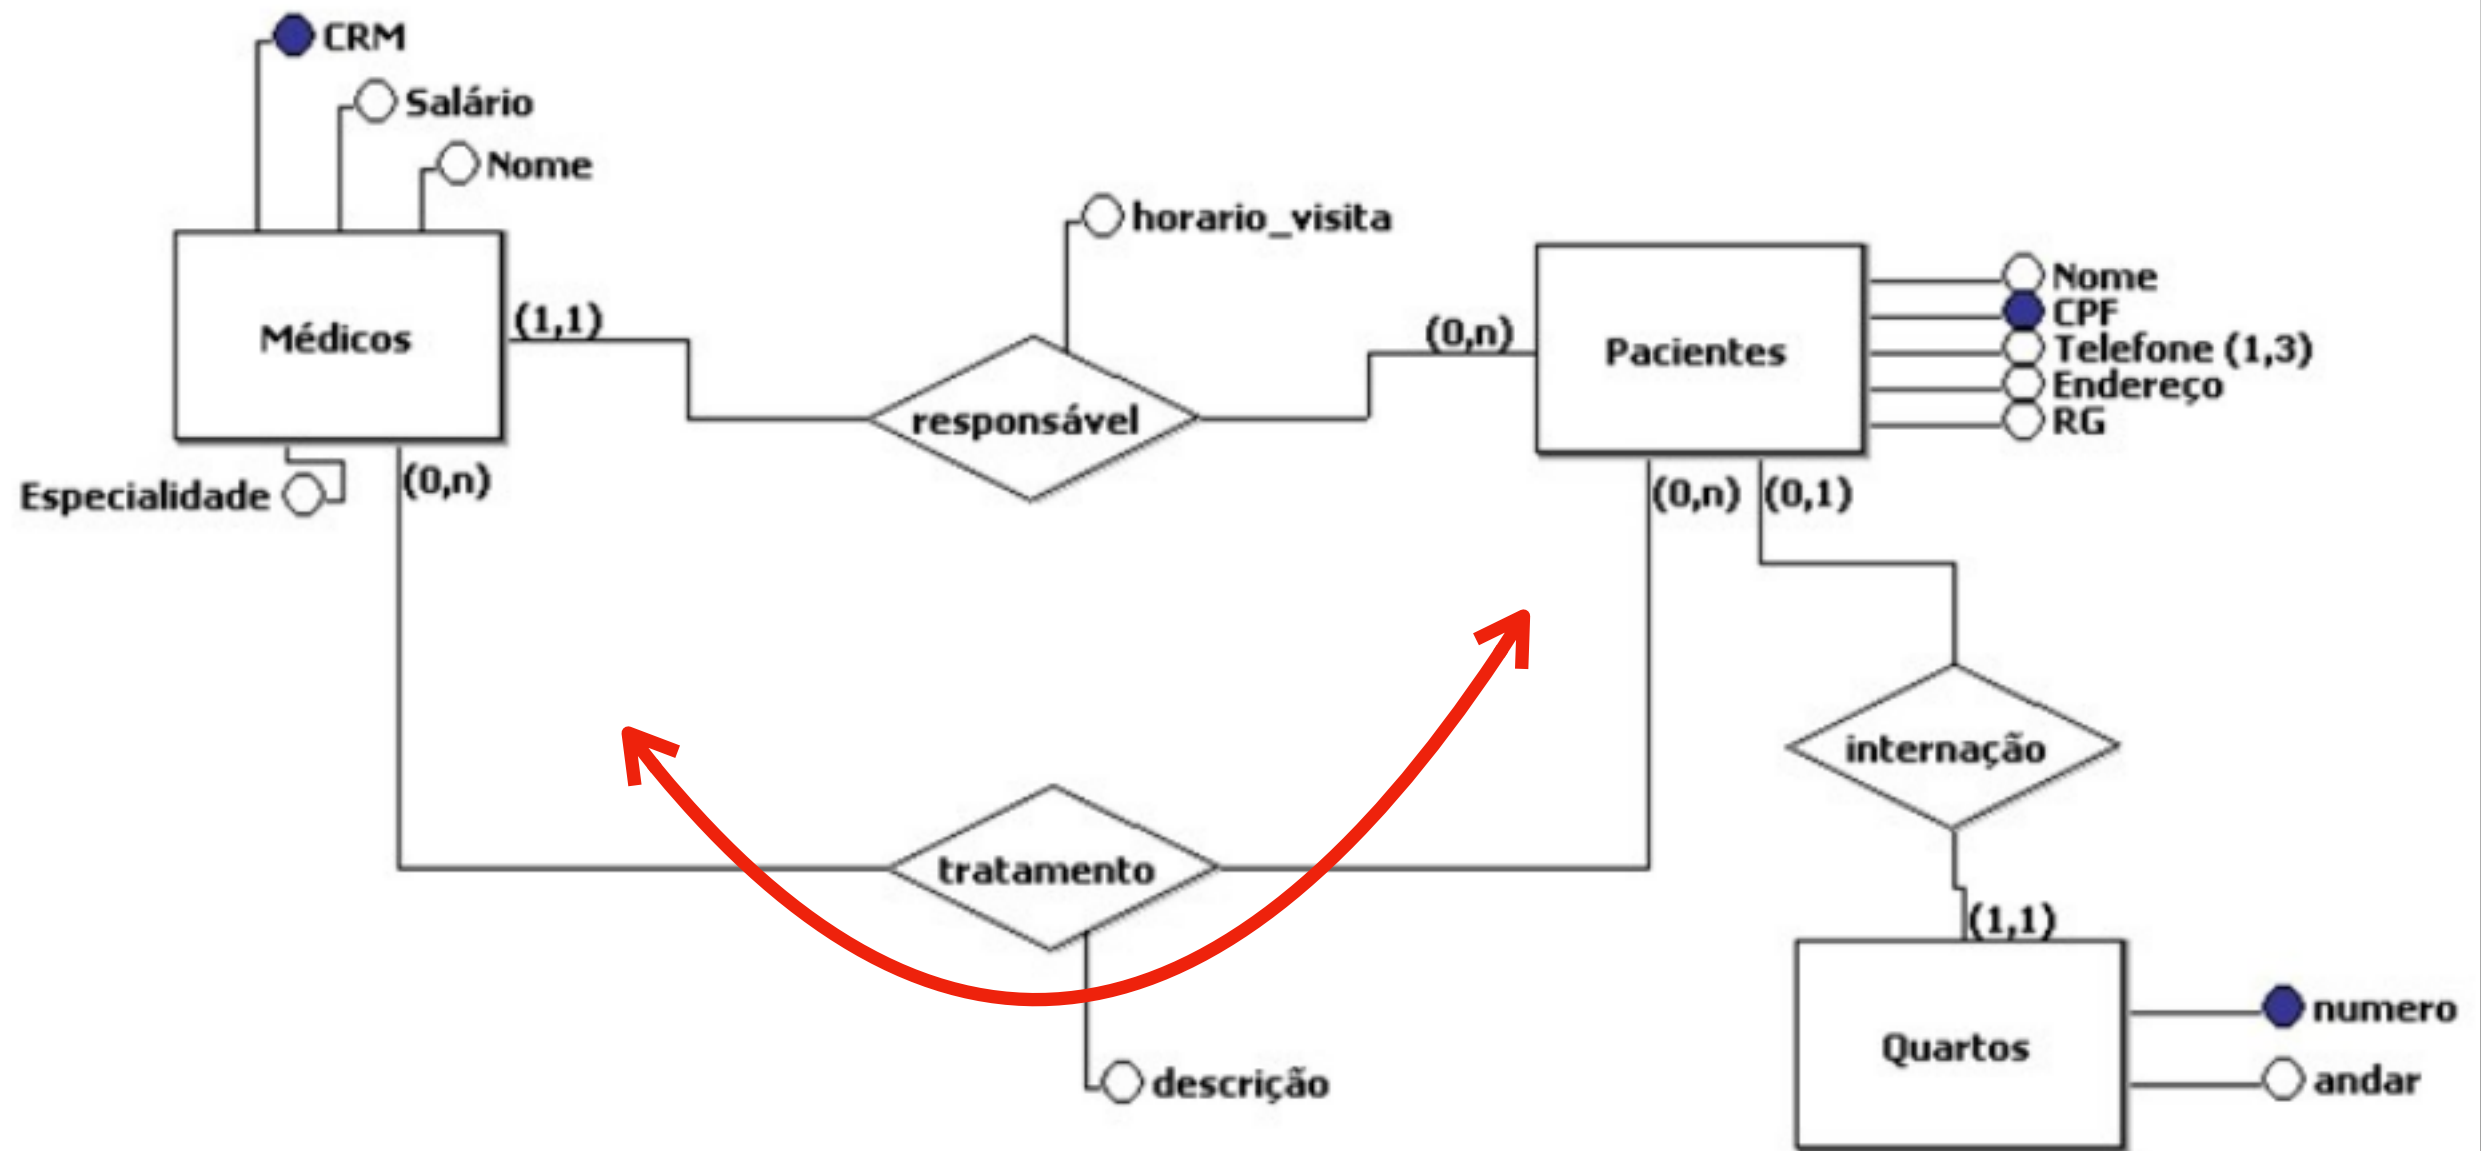 CRM
Salário
Nome
Médicos
(1,1)
Especialidade
(0,n)
horario_visita
responsável
(0,n)
Pacientes
Nome
CPF
Telefone (1,3)
Endereço
RG
(0,n)
(0,1)
internação
tratamento
descrição
(1,1)
Quartos
numero
andar